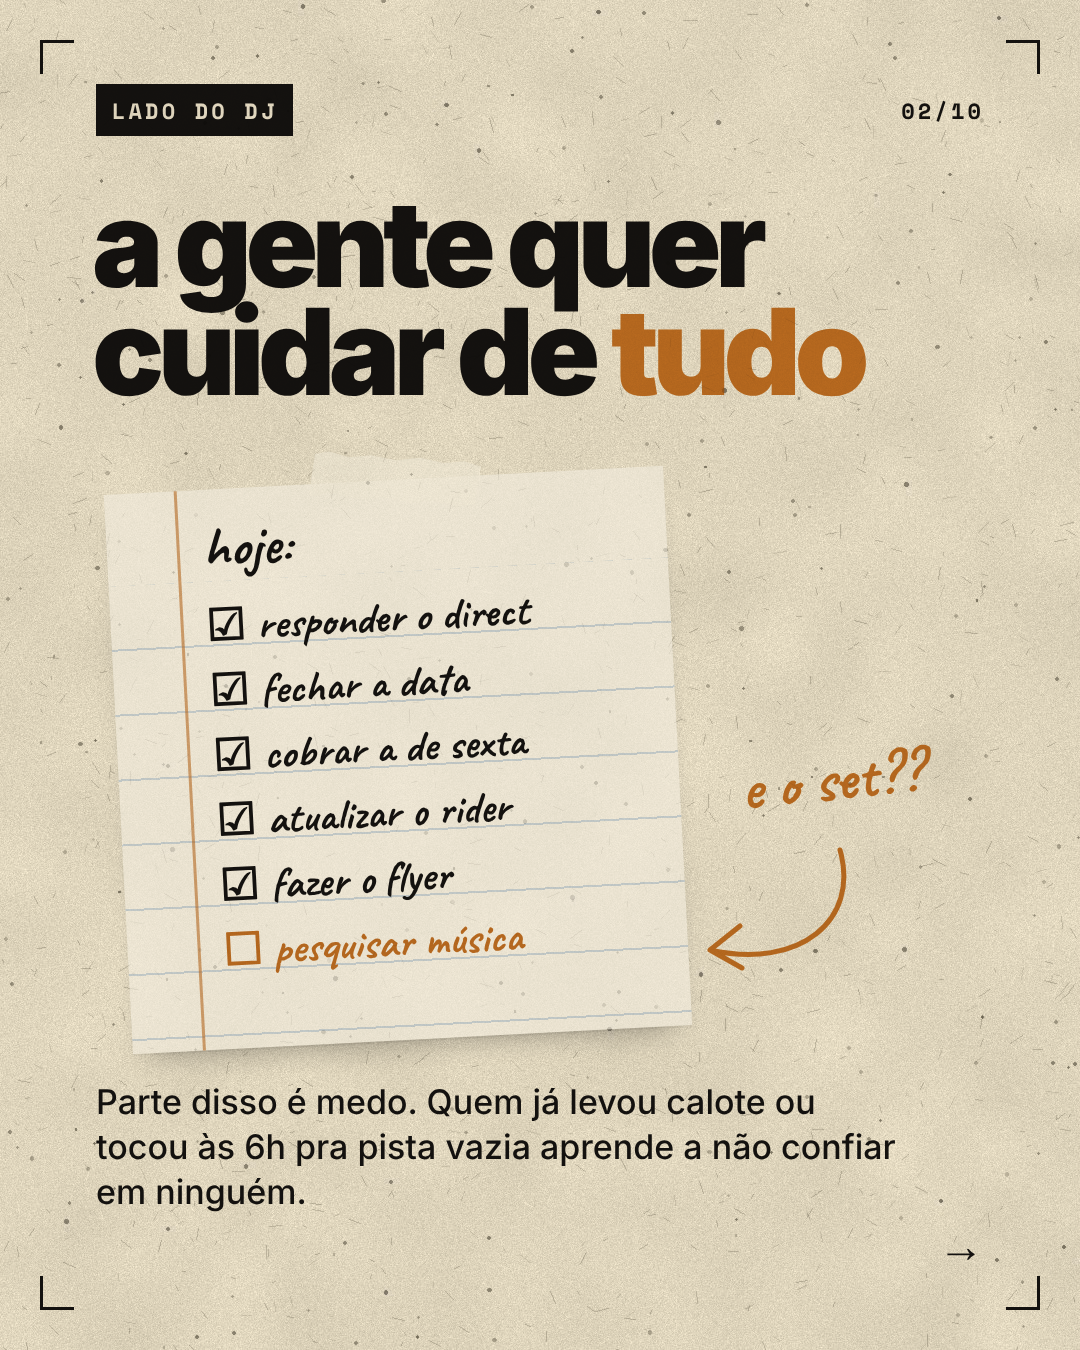 LADO DO DJ
02/10
a gente quer
cuidar de tudo
hoje:
☑ responder o direct
☑ fechar a data
☑ cobrar a de sexta
☑ atualizar o rider
☑ fazer o flyer
☐ pesquisar música
e o set??
Parte disso é medo. Quem já levou calote ou
tocou às 6h pra pista vazia aprende a não confiar
em ninguém.
→